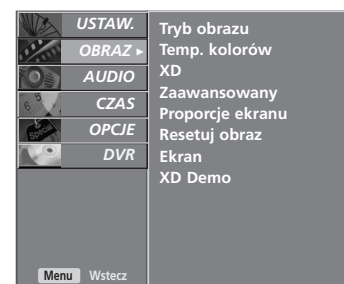 USTAW.
OBRAZ ►
AUDIO
CZAS
OPCJE
DVR
Tryb obrazu
Temp. kolorów
XD
Zaawansowany
Proporcje ekranu
Resetuj obraz
Ekran
XD Demo
Menu Wstecz